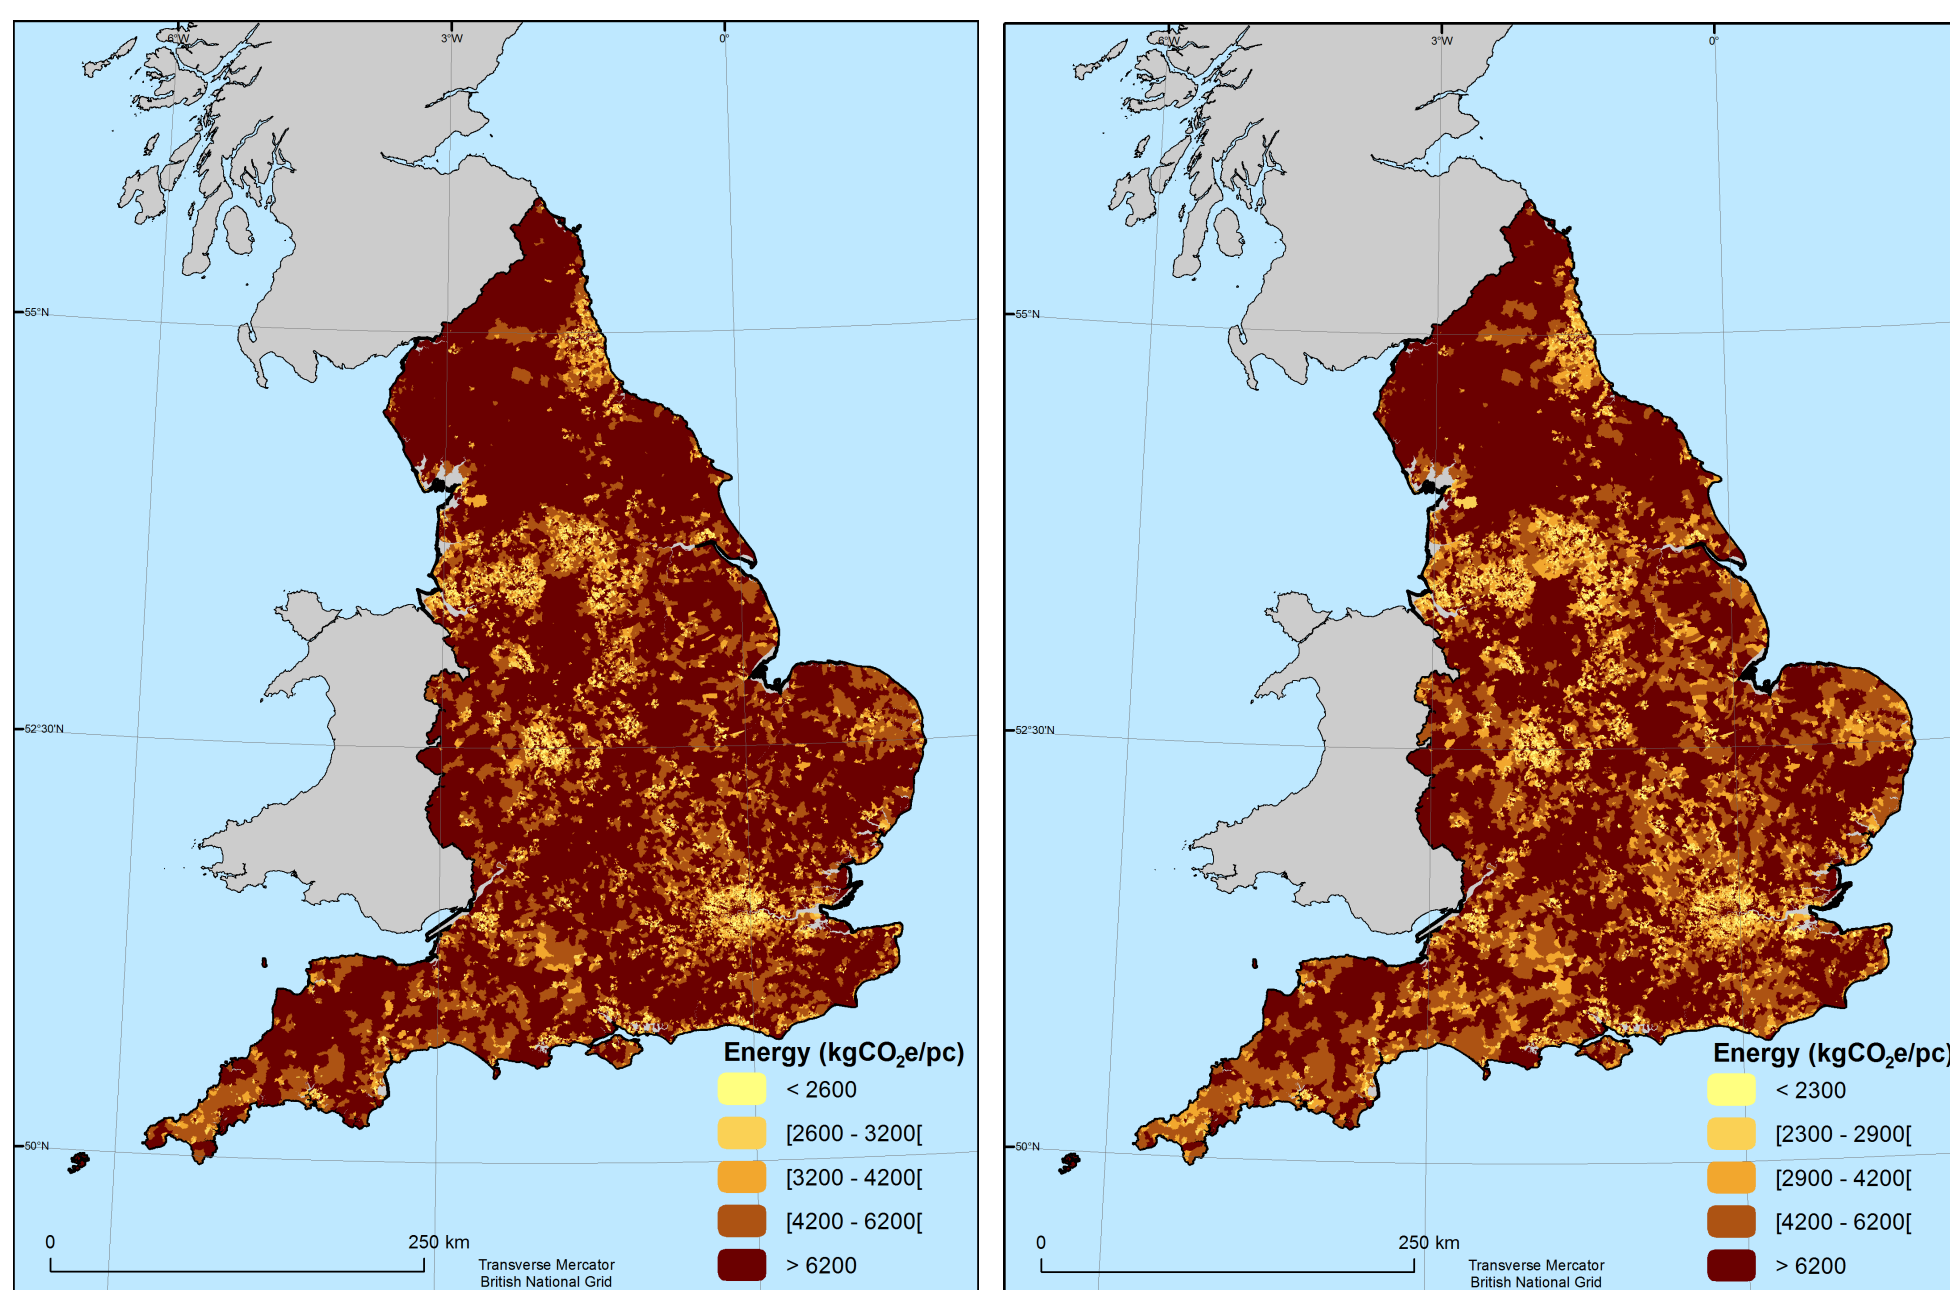 6°W
3°W
0°
55°N
52°30'N
50°N
Energy (kgCO₂e/pc)
< 2600
[2600 - 3200[
[3200 - 4200[
[4200 - 6200[
> 6200
0
250 km
Transverse Mercator
British National Grid
6°W
3°W
0°
55°N
52°30'N
50°N
Energy (kgCO₂e/pc)
< 2300
[2300 - 2900[
[2900 - 4200[
[4200 - 6200[
> 6200
0
250 km
Transverse Mercator
British National Grid